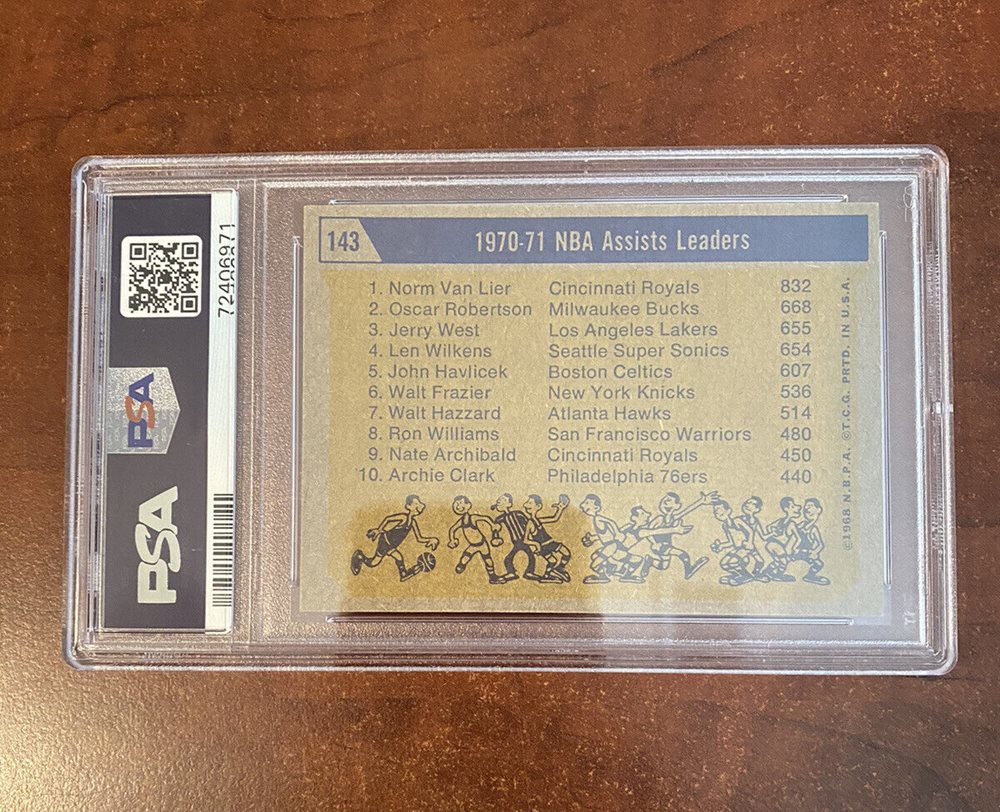 143 1970-71 NBA Assists Leaders
1. Norm Van Lier Cincinnati Royals 832
2. Oscar Robertson Milwaukee Bucks 668
3. Jerry West Los Angeles Lakers 655
4. Len Wilkens Seattle Super Sonics 654
5. John Havlicek Boston Celtics 607
6. Walt Frazier New York Knicks 536
7. Walt Hazzard Atlanta Hawks 514
8. Ron Williams San Francisco Warriors 480
9. Nate Archibald Cincinnati Royals 450
10. Archie Clark Philadelphia 76ers 440
©1968 N.B.P.A. ©T.C.G. PRTD. IN U.S.A.
72406971
PSA
PSA